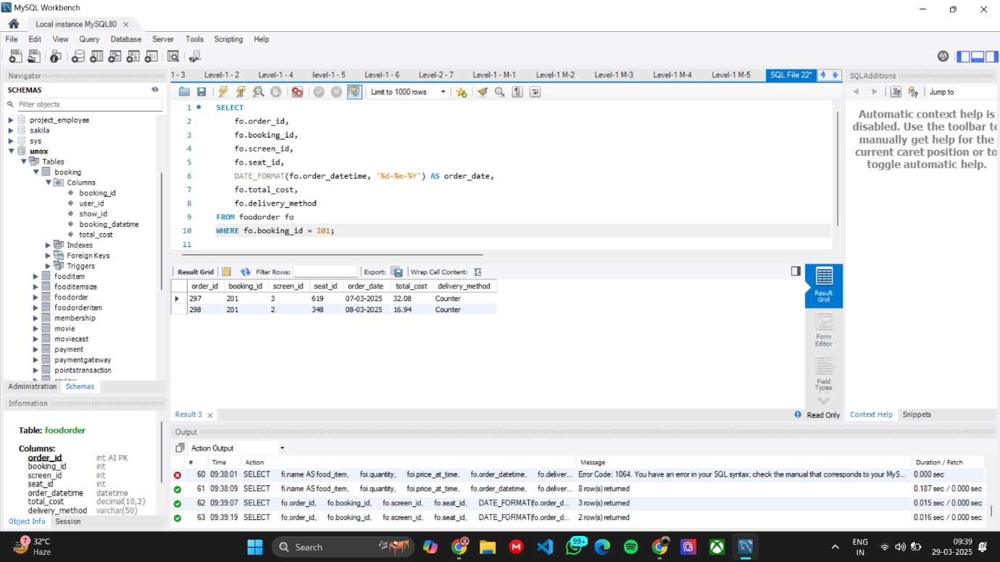 MySQL Workbench
Local instance MySQL80
File Edit View Query Database Server Tools Scripting Help
Navigator
SCHEMAS
Filter objects
project_employee
sakila
sys
unox
Tables
booking
Columns
booking_id
user_id
show_id
booking_datetime
total_cost
Indexes
Foreign Keys
Triggers
fooditem
fooditemsize
foodorder
foodorderitem
membership
movie
moviecast
payment
paymentgateway
pointstransaction
review
Administration Schemas
Information
Table: foodorder
Columns:
order_id int AI PK
booking_id int
screen_id int
seat_id int
order_datetime datetime
total_cost decimal(10,2)
delivery_method varchar(50)
Object Info Session
1 - 3 Level-1 - 2 Level-1 - 4 level-1 - 5 Level-1 - 6 Level-2 - 7 Level-1 - M-1 Level-1 M-2 Level-1 M-3 Level-1 M-4 Level-1 M-5 SQL File 22*
Limit to 1000 rows
1 SELECT
2 fo.order_id,
3 fo.booking_id,
4 fo.screen_id,
5 fo.seat_id,
6 DATE_FORMAT(fo.order_datetime, '%d-%m-%Y') AS order_date,
7 fo.total_cost,
8 fo.delivery_method
9 FROM foodorder fo
10 WHERE fo.booking_id = 201;
11
Result Grid Filter Rows: Export: Wrap Cell Content:
order_id booking_id screen_id seat_id order_date total_cost delivery_method
297 201 3 619 07-03-2025 32.08 Counter
298 201 2 348 08-03-2025 16.94 Counter
Result
Grid
Form
Editor
Field
Types
Result 3
Read Only
SQLAdditions
Jump to
Automatic context help is
disabled. Use the toolbar to
manually get help for the
current caret position or to
toggle automatic help.
Context Help Snippets
Output
Action Output
# Time Action Message Duration / Fetch
60 09:38:01 SELECT fi.name AS food_item, foi.quantity, foi.price_at_time, fo.order_datetime, fo.deliver... Error Code: 1064. You have an error in your SQL syntax; check the manual that corresponds to your MyS... 0.000 sec
61 09:38:09 SELECT fi.name AS food_item, foi.quantity, foi.price_at_time, fo.order_datetime, fo.deliver... 8 row(s) returned 0.187 sec / 0.000 sec
62 09:39:07 SELECT fo.order_id, fo.booking_id, fo.screen_id, fo.seat_id, DATE_FORMAT(fo.order_d... 3 row(s) returned 0.015 sec / 0.000 sec
63 09:39:19 SELECT fo.order_id, fo.booking_id, fo.screen_id, fo.seat_id, DATE_FORMAT(fo.order_d... 2 row(s) returned 0.016 sec / 0.000 sec
7
32°C
Haze
Search
99+
ENG
IN
09:39
29-03-2025